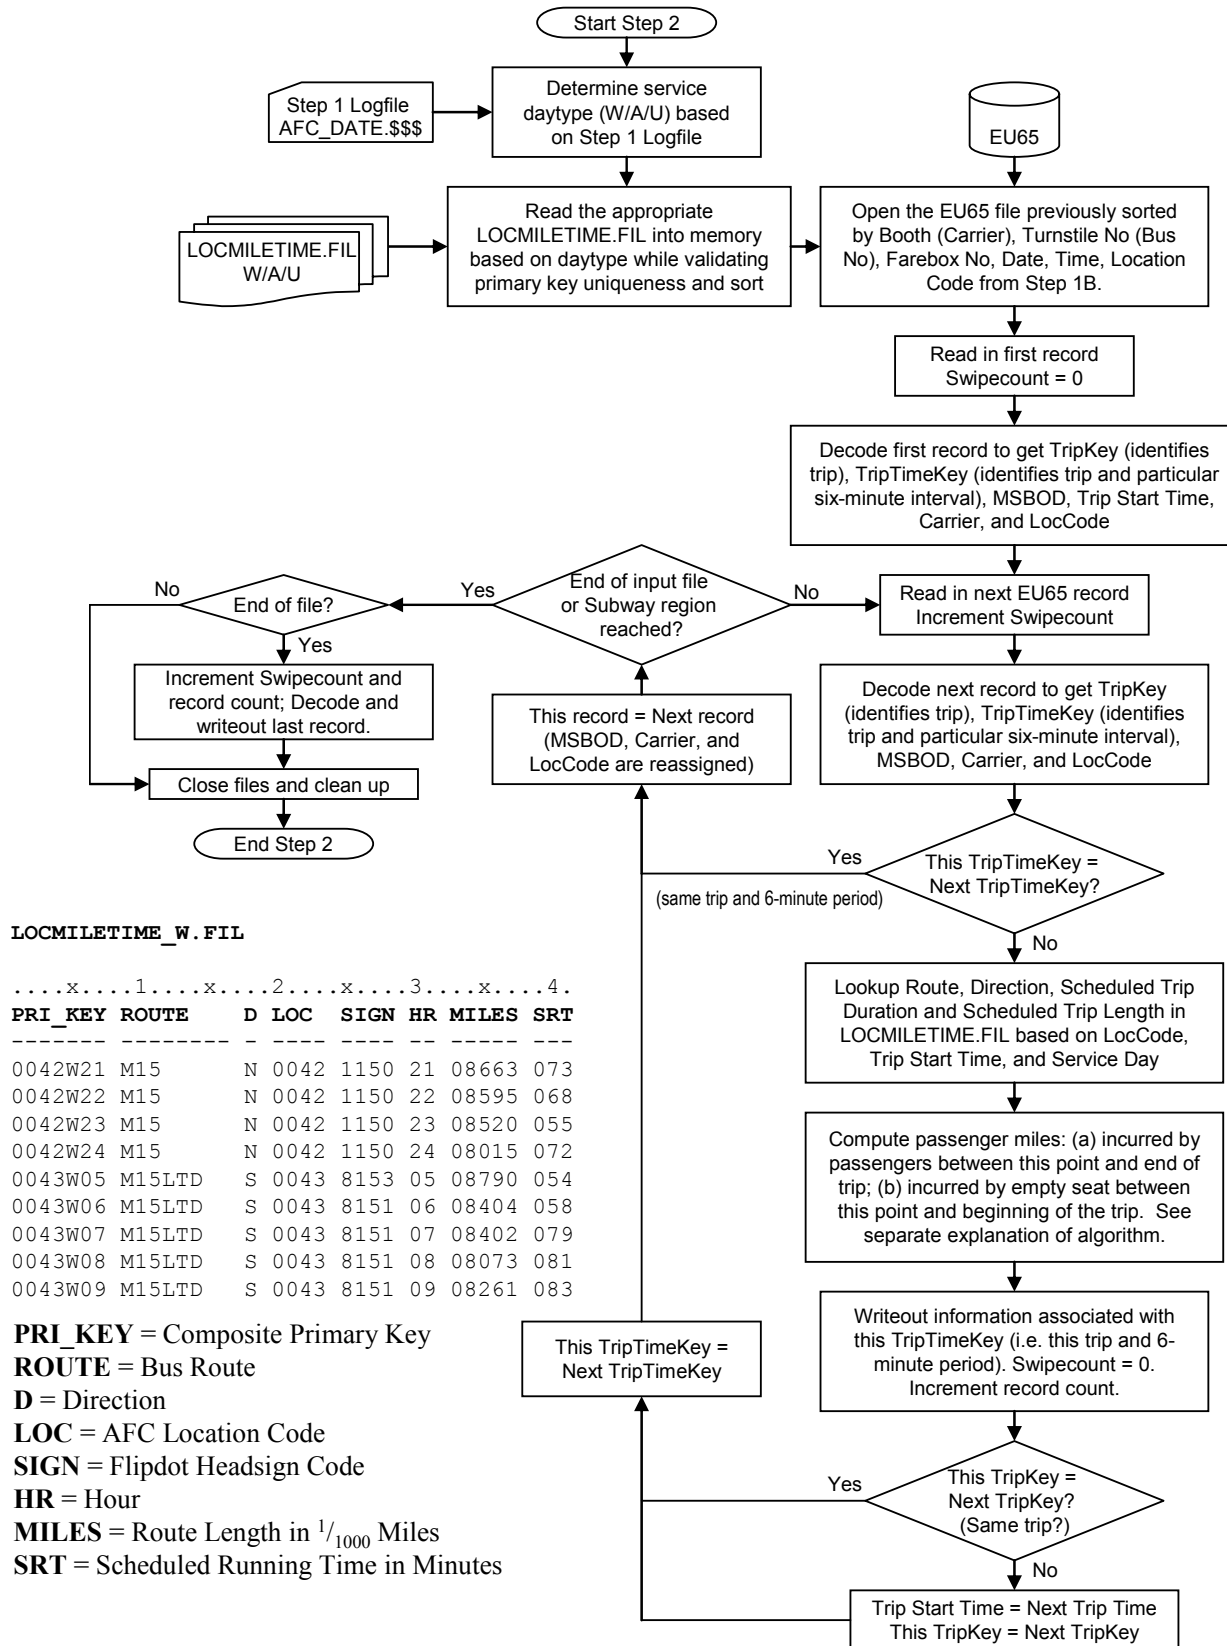 Start Step 2
Step 1 Logfile
AFC_DATE.$$$
Determine service
daytype (W/A/U) based
on Step 1 Logfile
EU65
LOCMILETIME.FIL
W/A/U
Read the appropriate
LOCMILETIME.FIL into memory
based on daytype while validating
primary key uniqueness and sort
Open the EU65 file previously sorted
by Booth (Carrier), Turnstile No (Bus
No), Farebox No, Date, Time, Location
Code from Step 1B.
Read in first record
Swipecount = 0
Decode first record to get TripKey (identifies
trip), TripTimeKey (identifies trip and particular
six-minute interval), MSBOD, Trip Start Time,
Carrier, and LocCode
No
End of file?
Yes
End of input file
or Subway region
reached?
No
Read in next EU65 record
Increment Swipecount
Yes
Increment Swipecount and
record count; Decode and
writeout last record.
Close files and clean up
End Step 2
This record = Next record
(MSBOD, Carrier, and
LocCode are reassigned)
Decode next record to get TripKey
(identifies trip), TripTimeKey (identifies
trip and particular six-minute interval),
MSBOD, Carrier, and LocCode
Yes
This TripTimeKey =
Next TripTimeKey?
(same trip and 6-minute period)
No
Lookup Route, Direction, Scheduled Trip
Duration and Scheduled Trip Length in
LOCMILETIME.FIL based on LocCode,
Trip Start Time, and Service Day
Compute passenger miles: (a) incurred by
passengers between this point and end of
trip; (b) incurred by empty seat between
this point and beginning of the trip. See
separate explanation of algorithm.
Writeout information associated with
this TripTimeKey (i.e. this trip and 6-
minute period). Swipecount = 0.
Increment record count.
This TripTimeKey =
Next TripTimeKey
Yes
This TripKey =
Next TripKey?
(Same trip?)
No
Trip Start Time = Next Trip Time
This TripKey = Next TripKey
LOCMILETIME_W.FIL
....x....1....x....2....x....3....x....4.
PRI_KEY ROUTE    D LOC  SIGN HR MILES SRT
------- -------- - ---- ---- -- ----- ---
0042W21 M15      N 0042 1150 21 08663 073
0042W22 M15      N 0042 1150 22 08595 068
0042W23 M15      N 0042 1150 23 08520 055
0042W24 M15      N 0042 1150 24 08015 072
0043W05 M15LTD   S 0043 8153 05 08790 054
0043W06 M15LTD   S 0043 8151 06 08404 058
0043W07 M15LTD   S 0043 8151 07 08402 079
0043W08 M15LTD   S 0043 8151 08 08073 081
0043W09 M15LTD   S 0043 8151 09 08261 083
PRI_KEY = Composite Primary Key
ROUTE = Bus Route
D = Direction
LOC = AFC Location Code
SIGN = Flipdot Headsign Code
HR = Hour
MILES = Route Length in 1/1000 Miles
SRT = Scheduled Running Time in Minutes